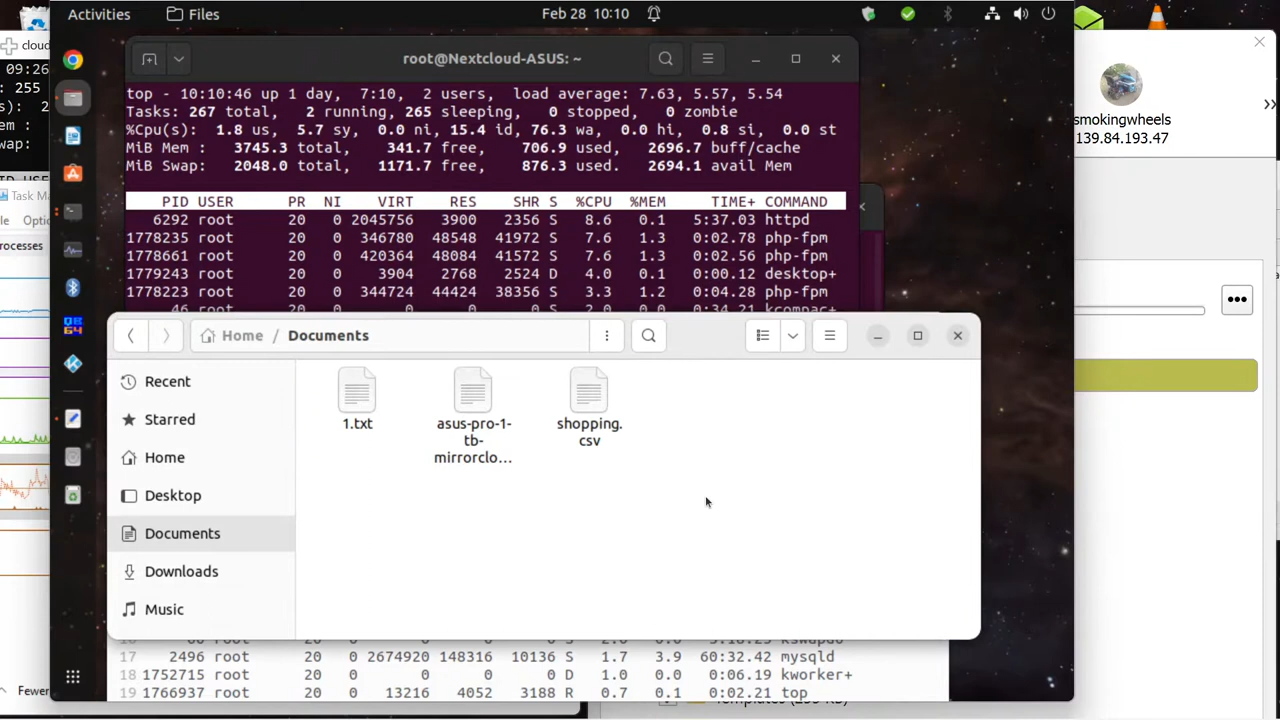 Activities
Files
Feb 28 10:10
root@Nextcloud-ASUS: ~
top - 10:10:46 up 1 day, 7:10, 2 users, load average: 7.63, 5.57, 5.54
Tasks: 267 total, 2 running, 265 sleeping, 0 stopped, 0 zombie
%Cpu(s): 1.8 us, 5.7 sy, 0.0 ni, 15.4 id, 76.3 wa, 0.0 hi, 0.8 si, 0.0 st
MiB Mem : 3745.3 total, 341.7 free, 706.9 used, 2696.7 buff/cache
MiB Swap: 2048.0 total, 1171.7 free, 876.3 used. 2694.1 avail Mem
PID USER PR NI VIRT RES SHR S %CPU %MEM TIME+ COMMAND
6292 root 20 0 2045756 3900 2356 S 8.6 0.1 5:37.03 httpd
1778235 root 20 0 346780 48548 41972 S 7.6 1.3 0:02.78 php-fpm
1778661 root 20 0 420364 48084 41572 S 7.6 1.3 0:02.56 php-fpm
1779243 root 20 0 3904 2768 2524 D 4.0 0.1 0:00.12 desktop+
1778223 root 20 0 344724 44424 38356 S 3.3 1.2 0:04.28 php-fpm
Home / Documents
Recent
Starred
Home
Desktop
Documents
Downloads
Music
1.txt
asus-pro-1-
tb-
mirrorclo...
shopping.
csv
17 2496 root 20 0 2674920 148316 10136 S 1.7 3.9 60:32.42 mysqld
18 1752715 root 20 0 0 0 0 D 1.0 0.0 0:06.19 kworker+
19 1766937 root 20 0 13216 4052 3188 R 0.7 0.1 0:02.21 top
cloud
09:26
: 255
s): 2
em :
wap:
Task Ma
le Optio
rocesses
Fewer
smokingwheels
139.84.193.47